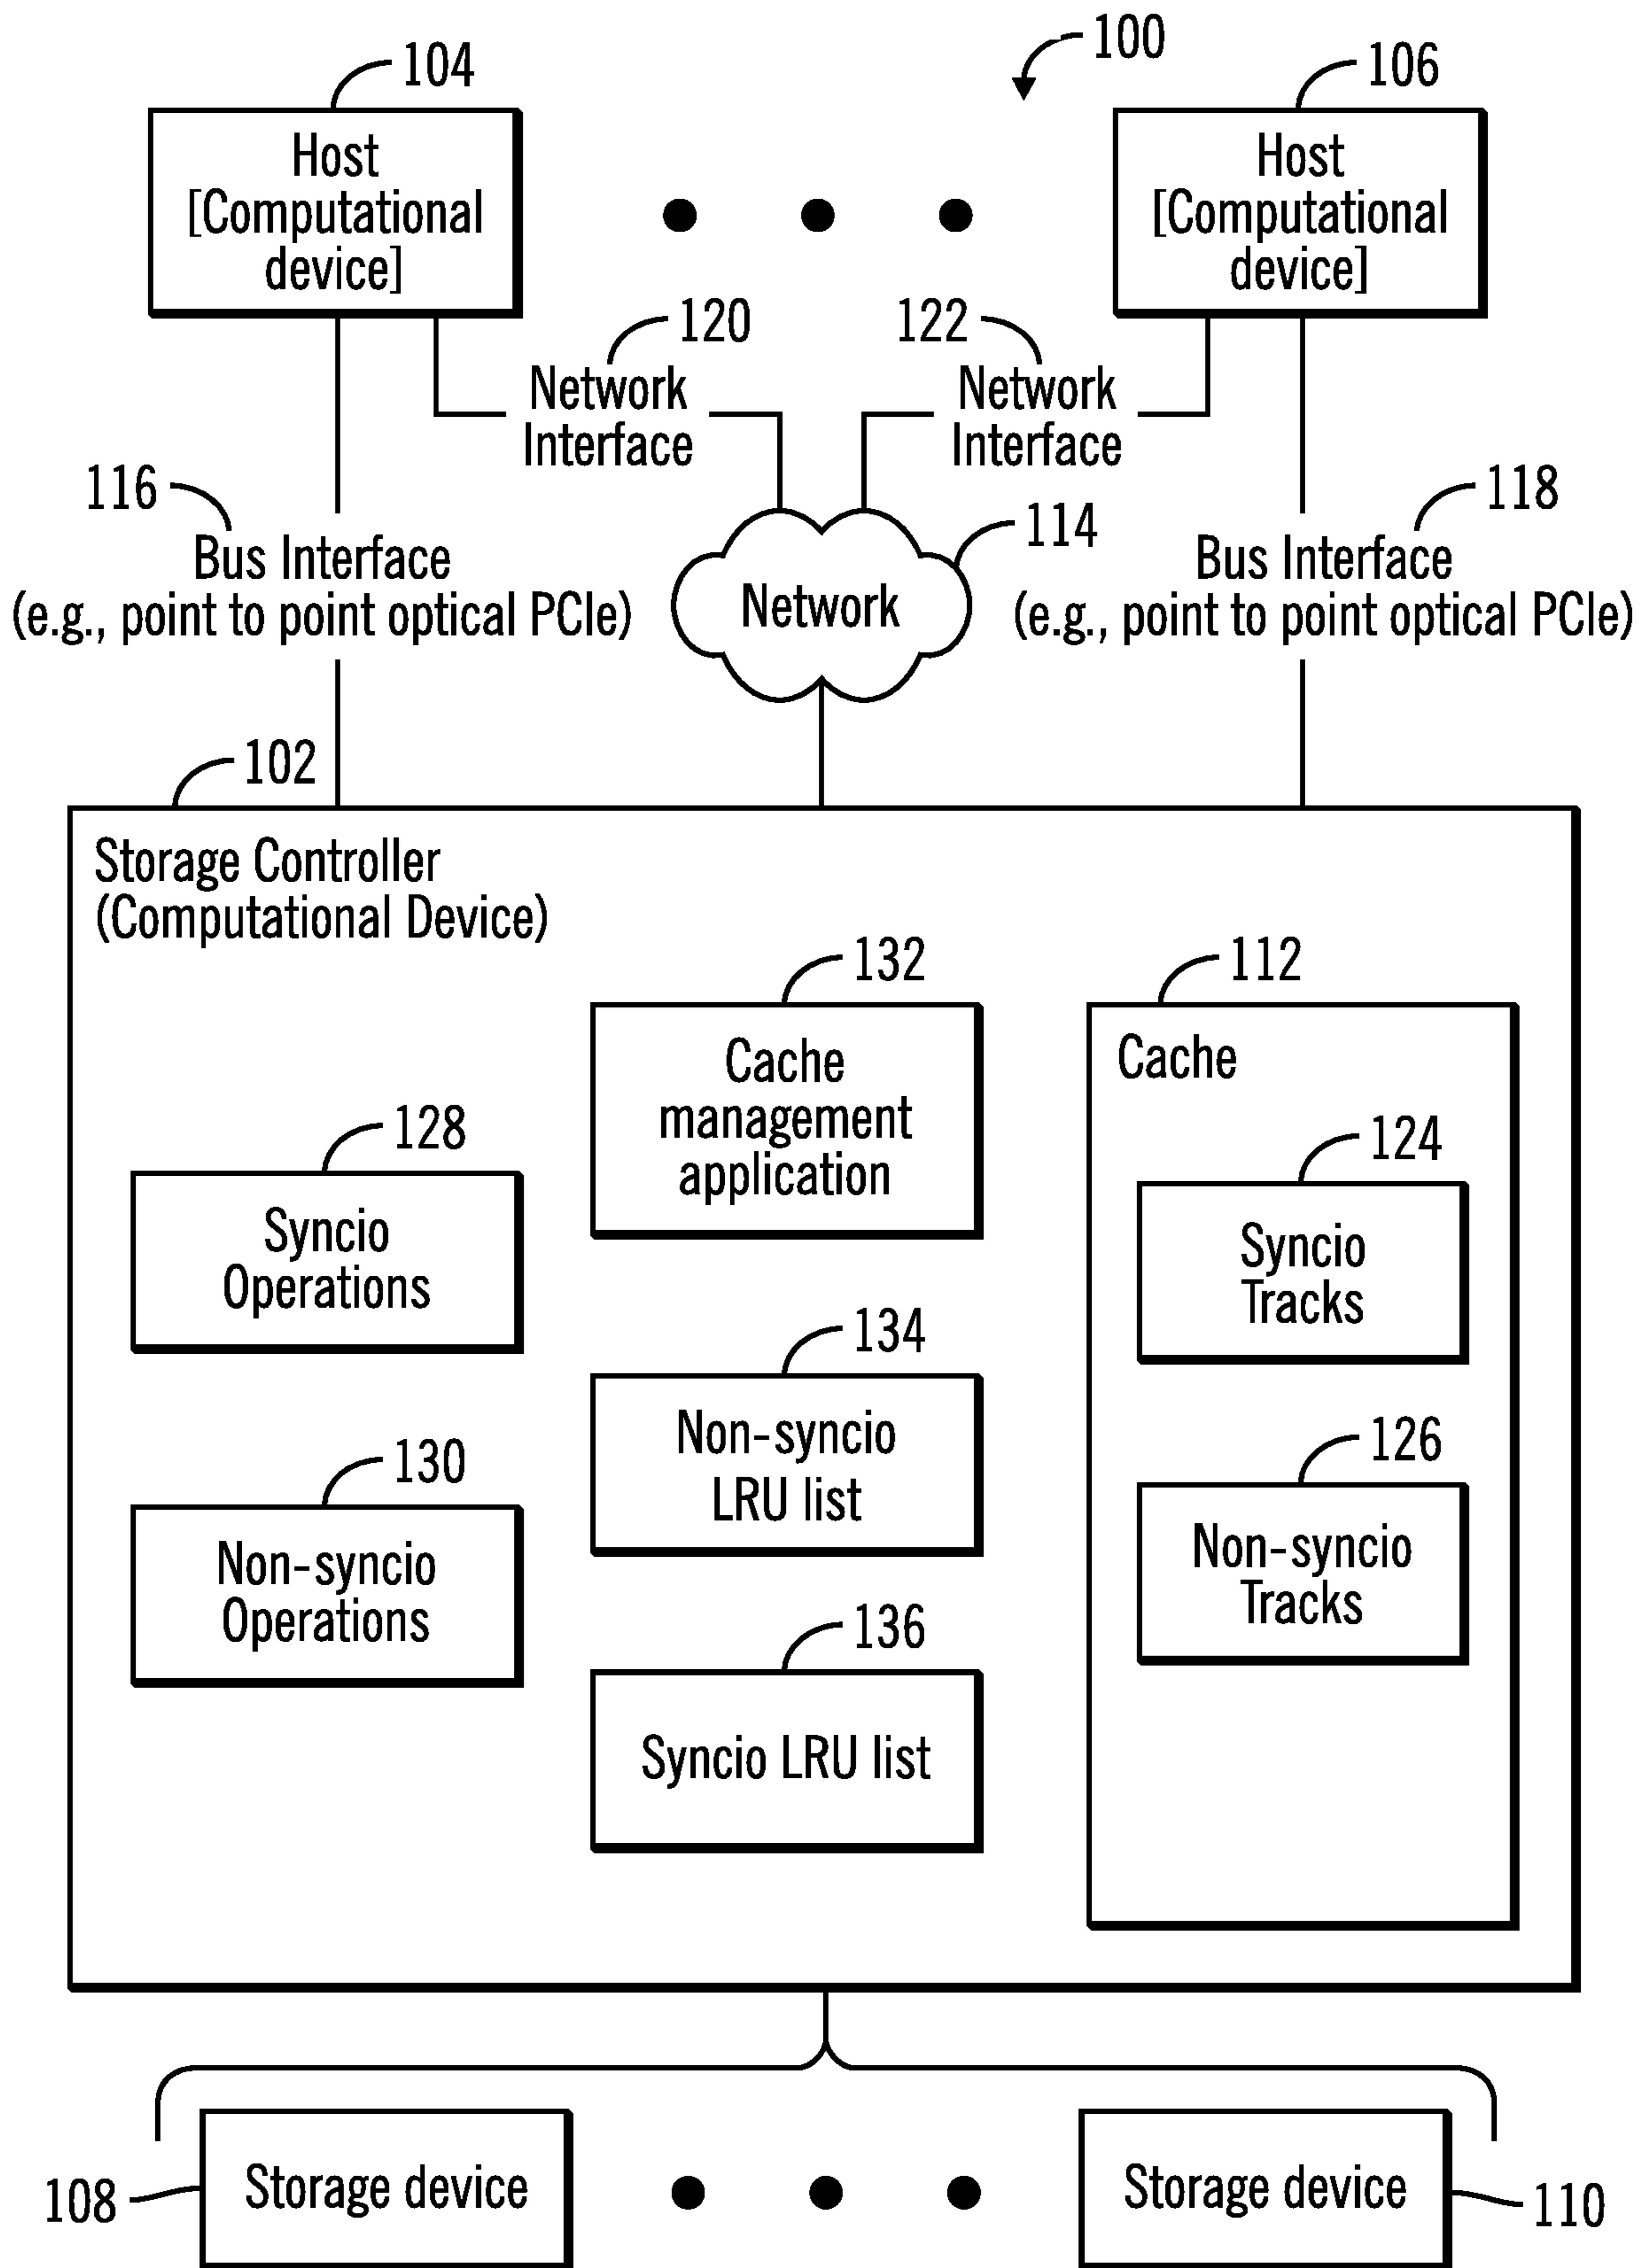 100
104
106
Host
[Computational
device]
Host
[Computational
device]
120
122
Network
Interface
Network
Interface
116
118
114
Bus Interface
(e.g., point to point optical PCIe)
Network
Bus Interface
(e.g., point to point optical PCIe)
102
Storage Controller
(Computational Device)
132
Cache
management
application
112
Cache
128
Syncio
Operations
124
Syncio
Tracks
134
Non-syncio
LRU list
130
Non-syncio
Operations
126
Non-syncio
Tracks
136
Syncio LRU list
108
Storage device
Storage device
110